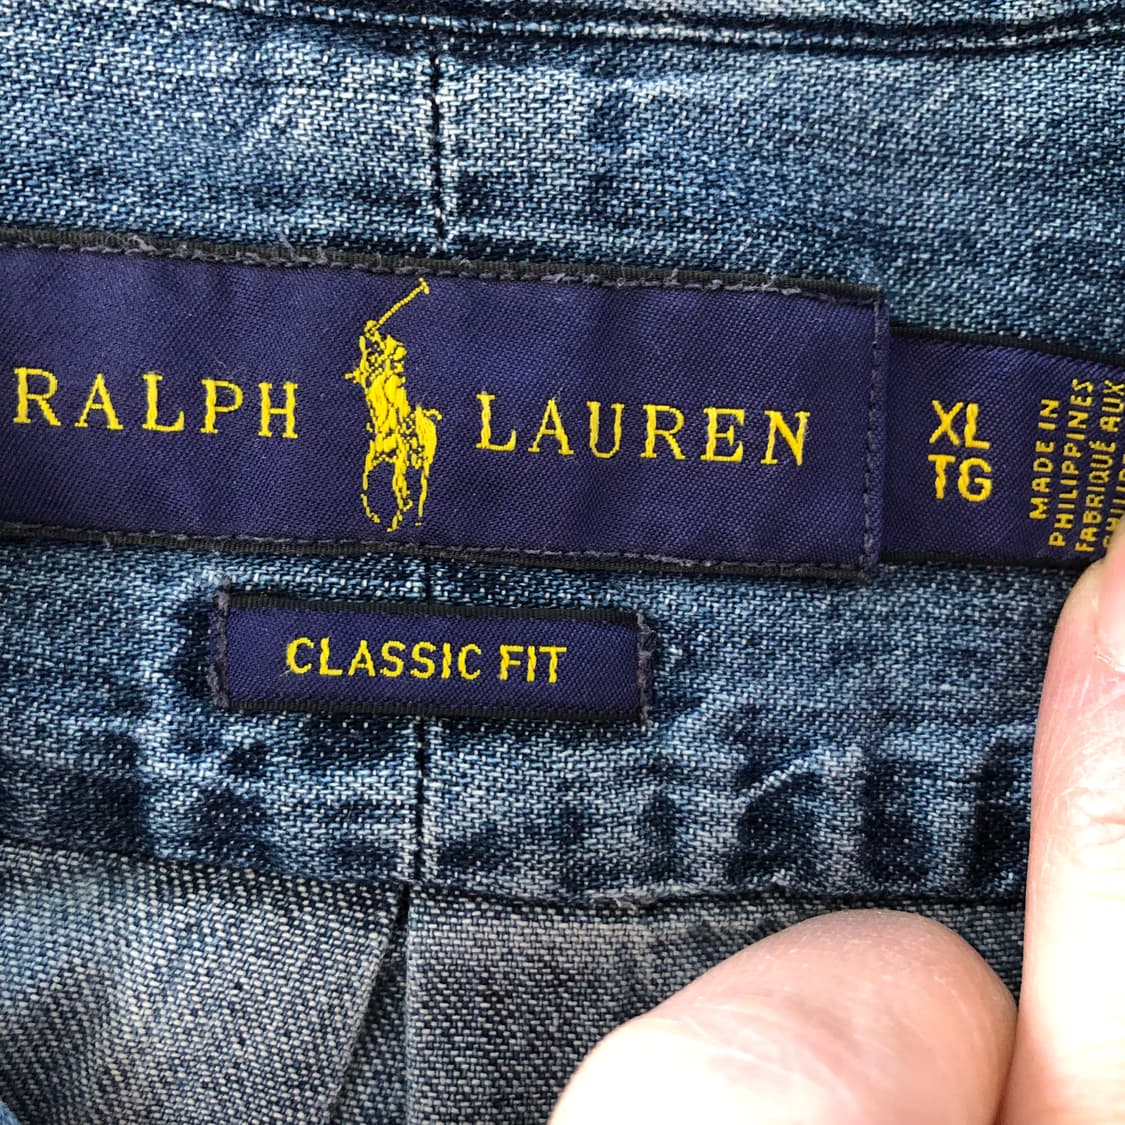 RALPH LAUREN
XL
TG
MADE IN
PHILIPPINES
FABRIQUÉ AUX
CLASSIC FIT